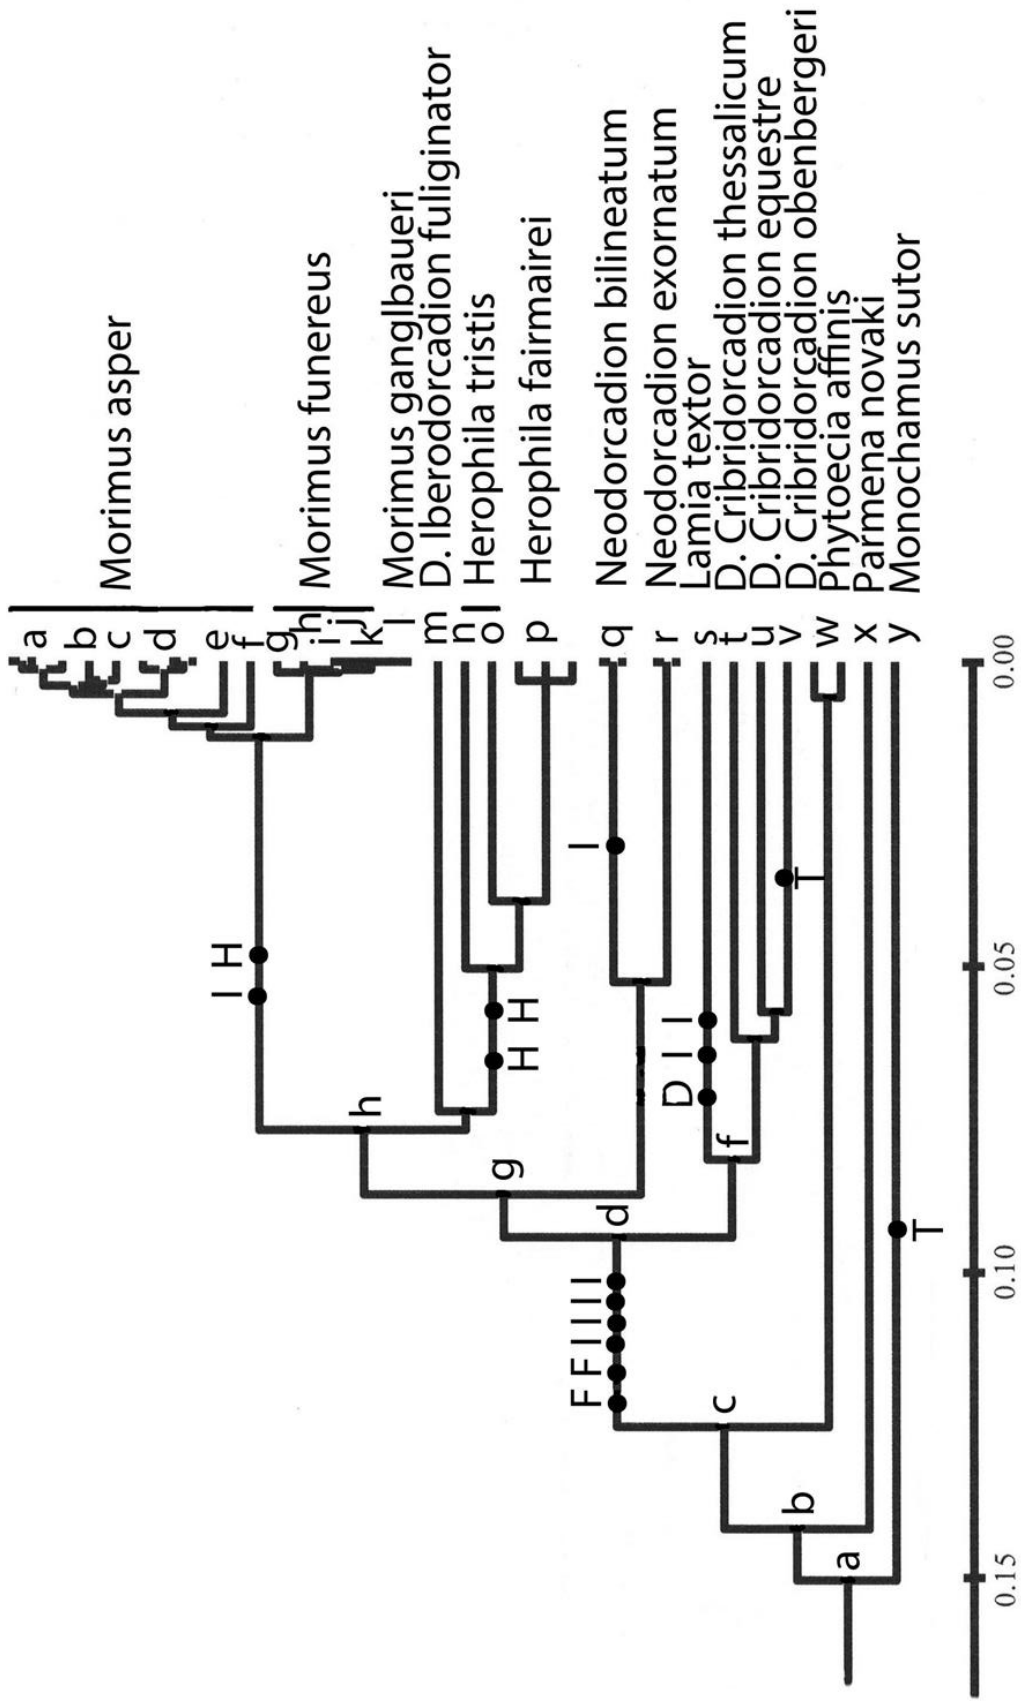 Morimus asper
Morimus funereus
Morimus ganglbaueri
D. Iberodorcadion fuliginator
Herophila tristis
Herophila fairmairei
Neodorcadion bilineatum
Neodorcadion exornatum
Lamia textor
D. Cribridorcadion thessalicum
D. Cribridorcadion equestre
D. Cribridorcadion obenbergeri
Phytoecia affinis
Parmena novaki
Monochamus sutor
a
b
c
d
e
f
g
h
i
j
k
l
m
n
o
p
q
r
s
t
u
v
w
x
y
I H
H H
I
D I I
T
F F I I I I
T
h
g
f
d
c
b
a
0.15
0.10
0.05
0.00